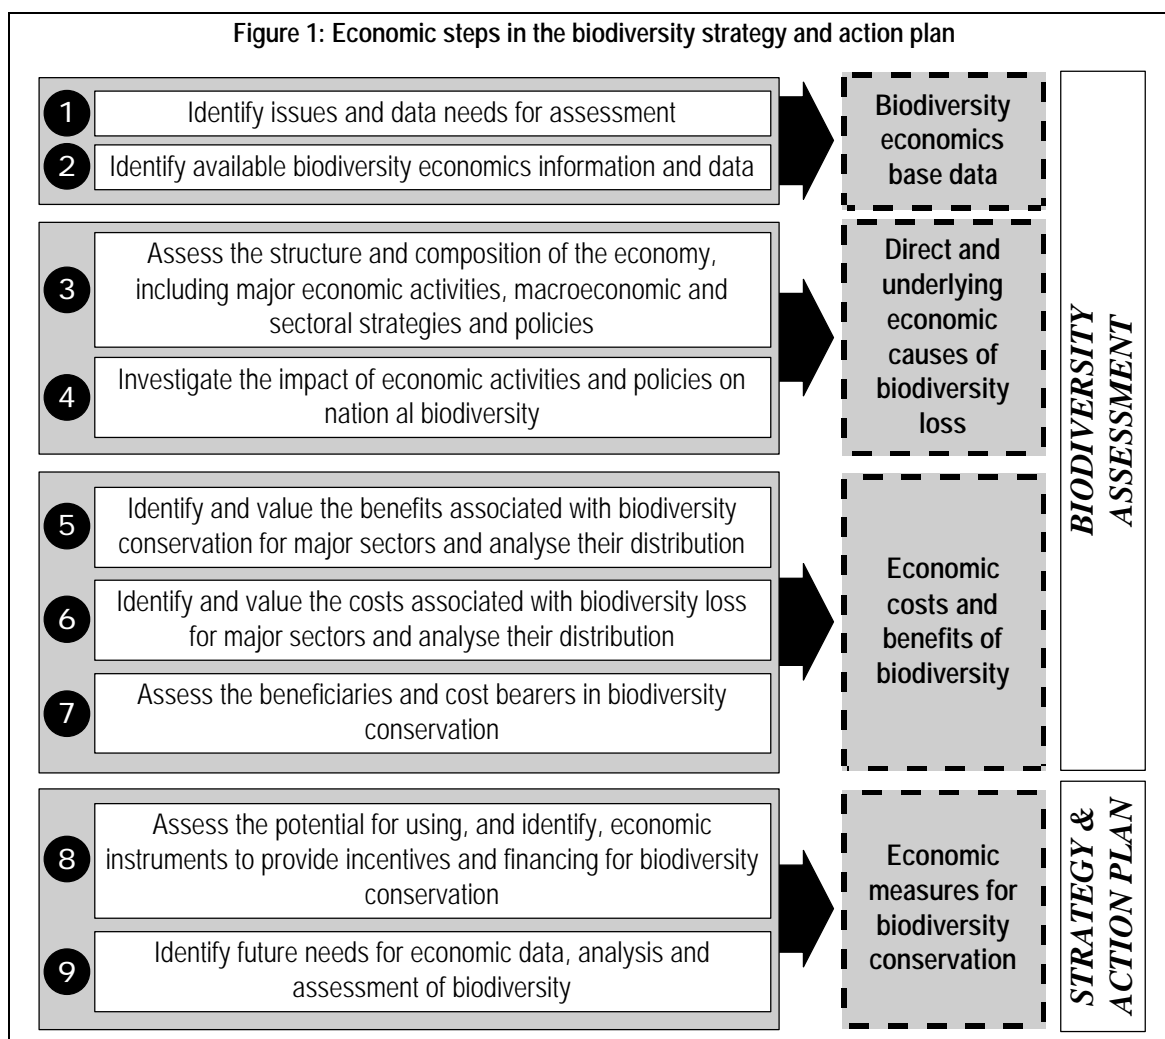 Figure 1: Economic steps in the biodiversity strategy and action plan
1
Identify issues and data needs for assessment
2
Identify available biodiversity economics information and data
Biodiversity
economics
base data
3
Assess the structure and composition of the economy,
including major economic activities, macroeconomic and
sectoral strategies and policies
4
Investigate the impact of economic activities and policies on
nation al biodiversity
Direct and
underlying
economic
causes of
biodiversity
loss
5
Identify and value the benefits associated with biodiversity
conservation for major sectors and analyse their distribution
6
Identify and value the costs associated with biodiversity loss
for major sectors and analyse their distribution
7
Assess the beneficiaries and cost bearers in biodiversity
conservation
Economic
costs and
benefits of
biodiversity
BIODIVERSITY
ASSESSMENT
8
Assess the potential for using, and identify, economic
instruments to provide incentives and financing for biodiversity
conservation
9
Identify future needs for economic data, analysis and
assessment of biodiversity
Economic
measures for
biodiversity
conservation
STRATEGY &
ACTION PLAN